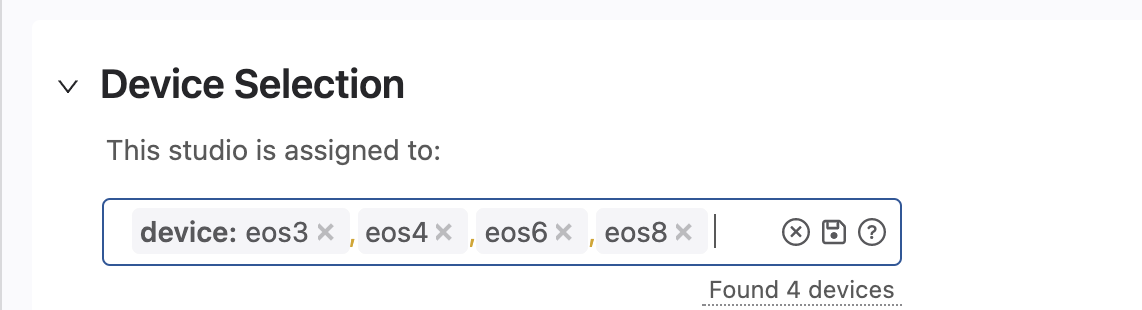 Device Selection
This studio is assigned to:
device: eos3 × , eos4 × , eos6 × , eos8 ×
Found 4 devices